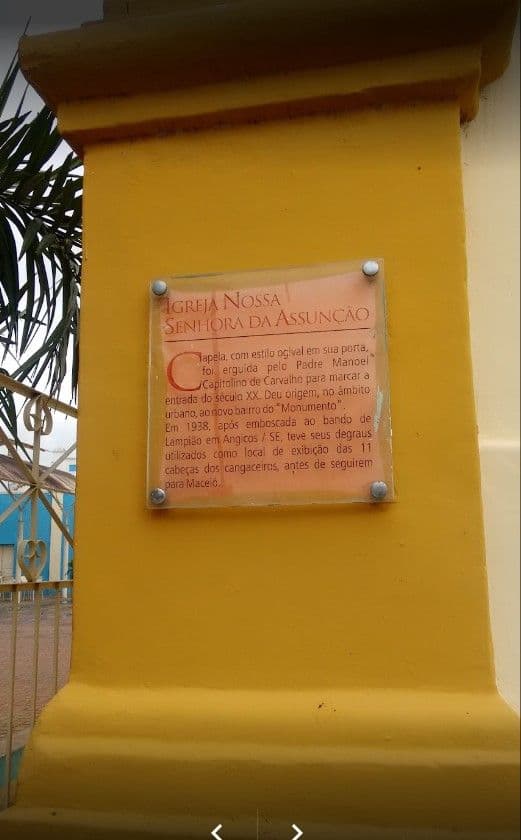 IGREJA NOSSA
SENHORA DA ASSUNÇÃO
Capela, com estilo ogival em sua porta,
foi erguida pelo Padre Manoel
Capitolino de Carvalho para marcar a
entrada do século XX. Deu origem, no âmbito
urbano, ao novo bairro do "Monumento".
Em 1938, após emboscada ao bando de
Lampião em Angicos / SE, teve seus degraus
utilizados como local de exibição das 11
cabeças dos cangaceiros, antes de seguirem
para Maceió.